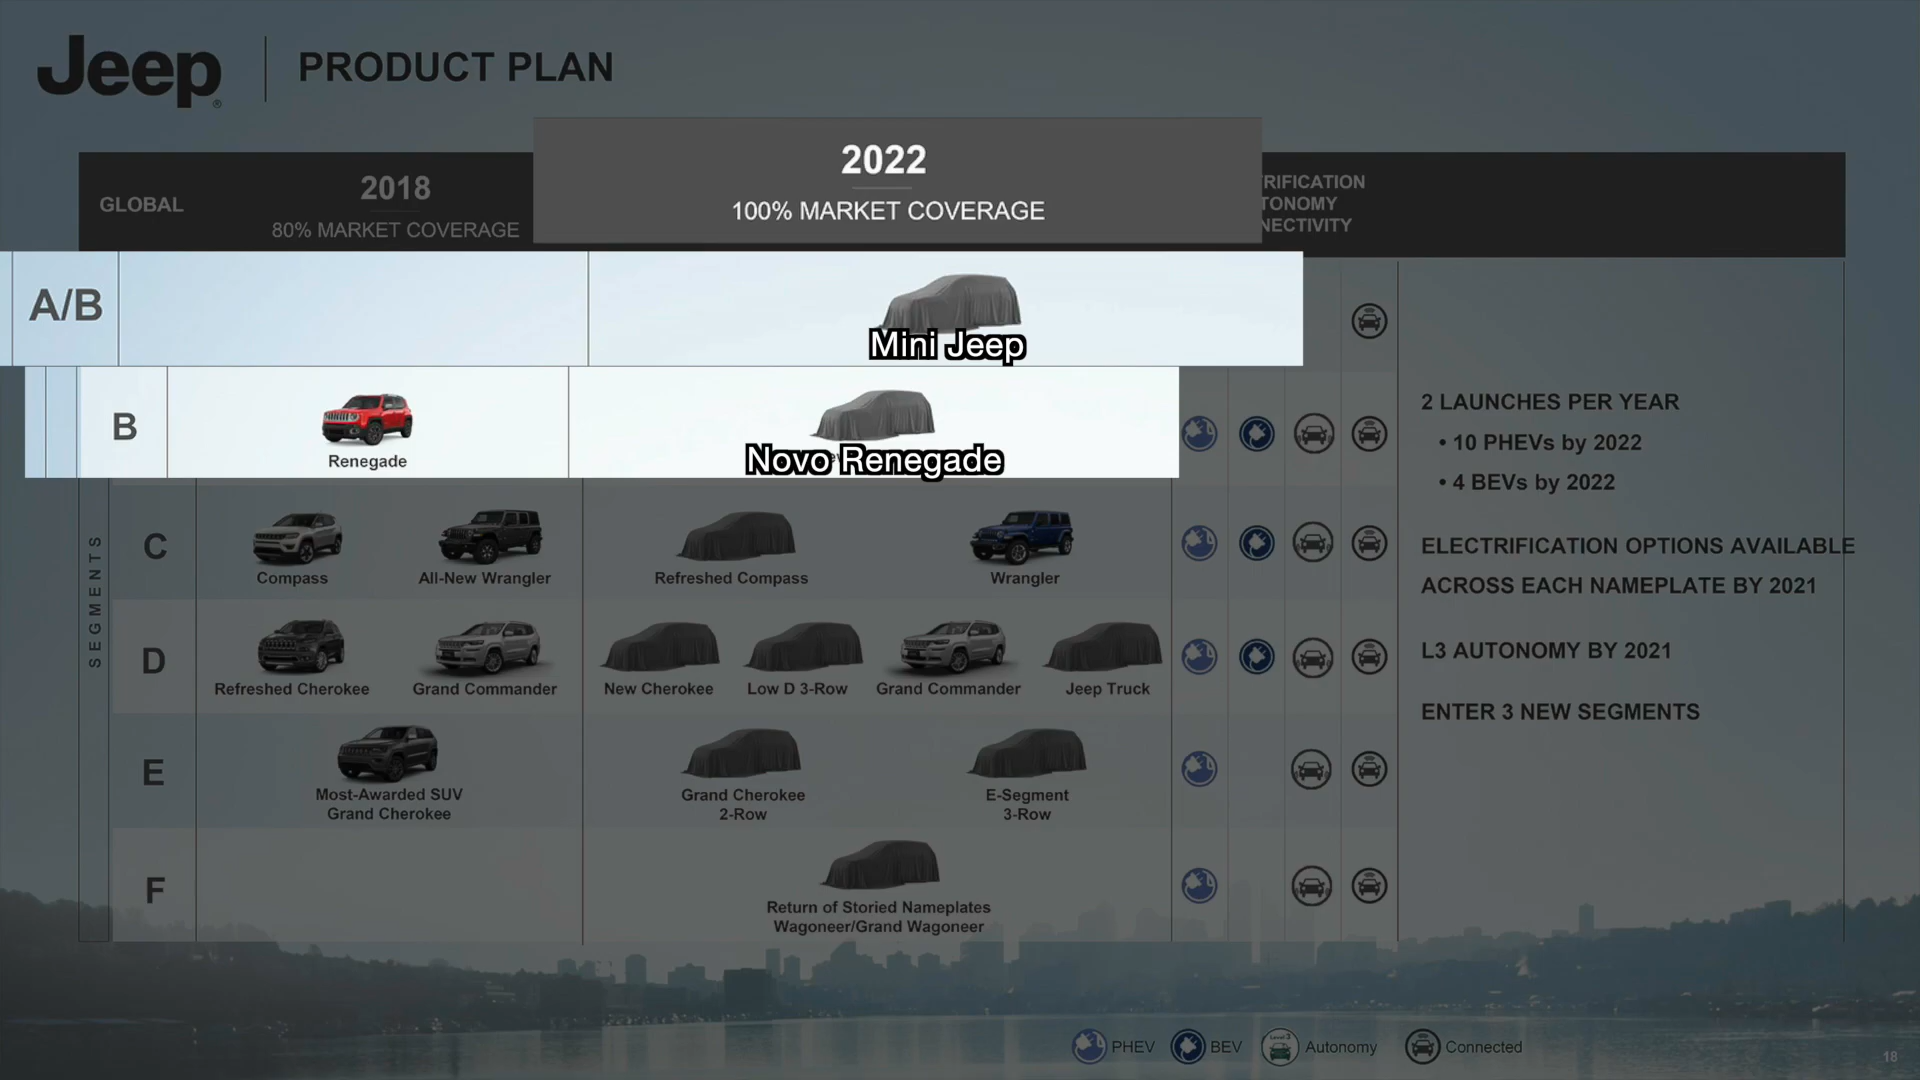 Jeep
PRODUCT PLAN
GLOBAL
2018
80% MARKET COVERAGE
2022
100% MARKET COVERAGE
RIFICATION
TONOMY
NECTIVITY
A/B
Mini Jeep
B
Renegade
Novo Renegade
SEGMENTS
C
Compass
All-New Wrangler
Refreshed Compass
Wrangler
D
Refreshed Cherokee
Grand Commander
New Cherokee
Low D 3-Row
Grand Commander
Jeep Truck
E
Most-Awarded SUV
Grand Cherokee
Grand Cherokee
2-Row
E-Segment
3-Row
F
Return of Storied Nameplates
Wagoneer/Grand Wagoneer
2 LAUNCHES PER YEAR
• 10 PHEVs by 2022
• 4 BEVs by 2022
ELECTRIFICATION OPTIONS AVAILABLE
ACROSS EACH NAMEPLATE BY 2021
L3 AUTONOMY BY 2021
ENTER 3 NEW SEGMENTS
PHEV
BEV
Autonomy
Connected
18